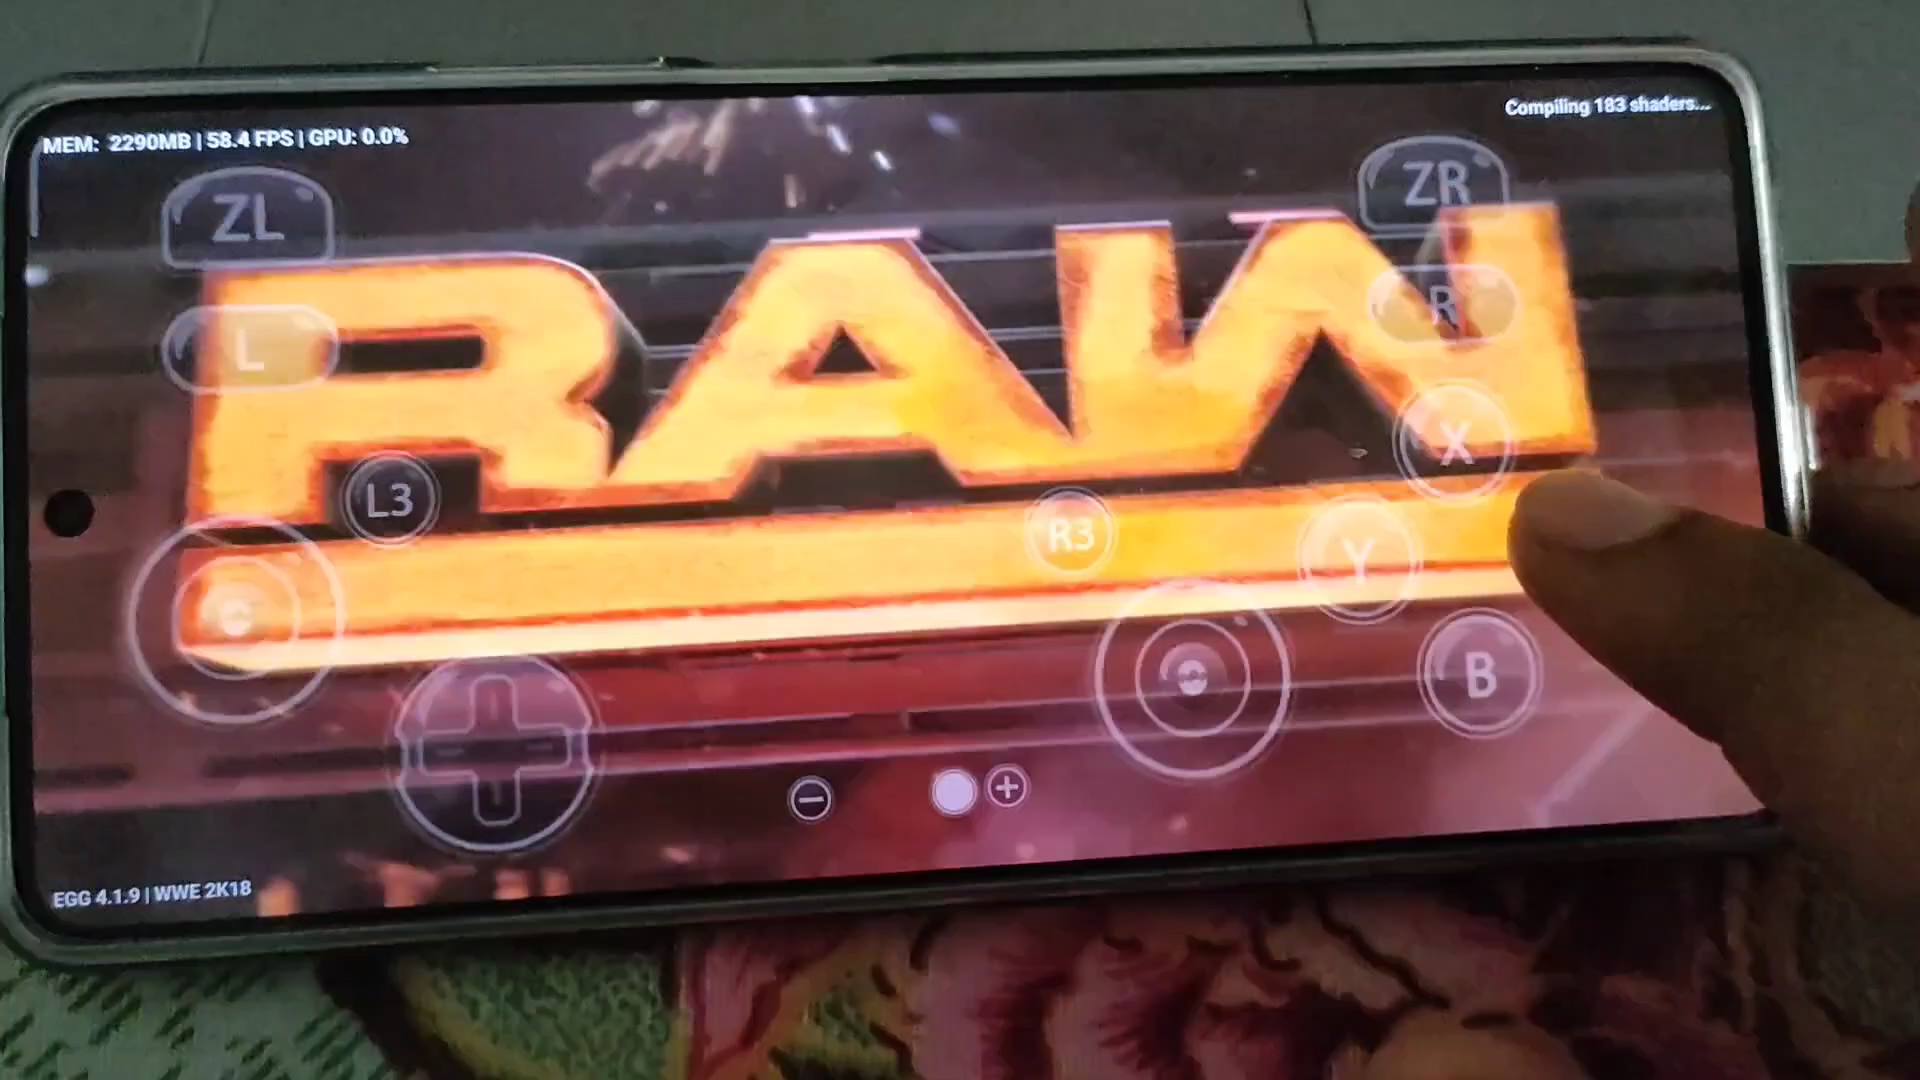 MEM: 2290MB | 58.4 FPS | GPU: 0.0%
Compiling 183 shaders...
ZL
ZR
RAW
L
R
X
L3
R3
Y
B
EGG 4.1.9 | WWE 2K18